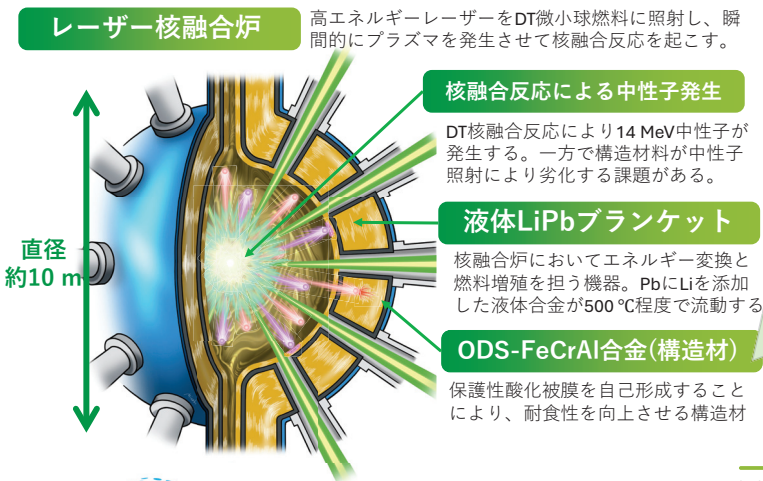 レーザー核融合炉
高エネルギーレーザーをDT微小球燃料に照射し、瞬
間的にプラズマを発生させて核融合反応を起こす。
核融合反応による中性子発生
DT核融合反応により14 MeV中性子が
発生する。一方で構造材料が中性子
照射により劣化する課題がある。
液体LiPbブランケット
核融合炉においてエネルギー変換と
燃料増殖を担う機器。PbにLiを添加
した液体合金が500 ℃程度で流動する
直径
約10 m
ODS-FeCrAl合金(構造材)
保護性酸化被膜を自己形成すること
により、耐食性を向上させる構造材